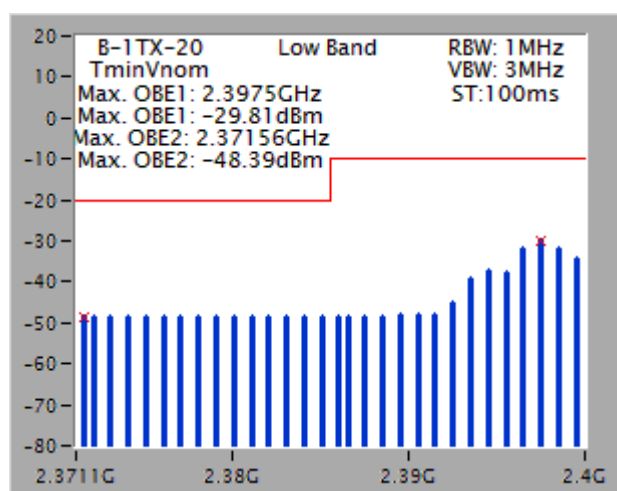 B-1TX-20 Low Band RBW: 1MHz
TminVnom VBW: 3MHz
Max. OBE1: 2.3975GHz ST:100ms
Max. OBE1: -29.81dBm
Max. OBE2: 2.37156GHz
Max. OBE2: -48.39dBm
20
10
0
-10
-20
-30
-40
-50
-60
-70
-80
2.3711G 2.38G 2.39G 2.4G